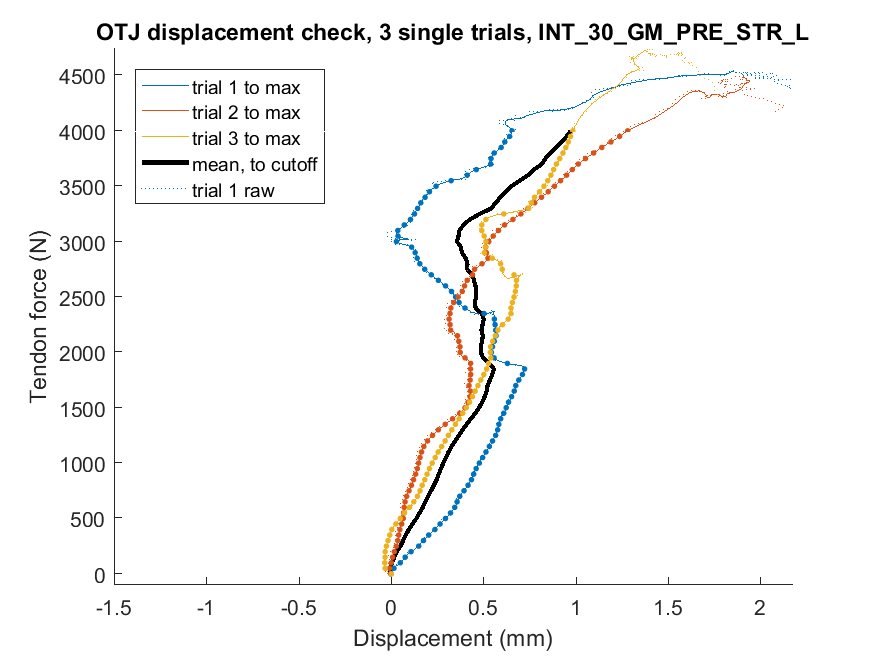 OTJ displacement check, 3 single trials, INT_30_GM_PRE_STR_L
4500
4000
3500
3000
2500
2000
1500
1000
500
0
Tendon force (N)
trial 1 to max
trial 2 to max
trial 3 to max
mean, to cutoff
trial 1 raw
-1.5 -1 -0.5 0 0.5 1 1.5 2
Displacement (mm)